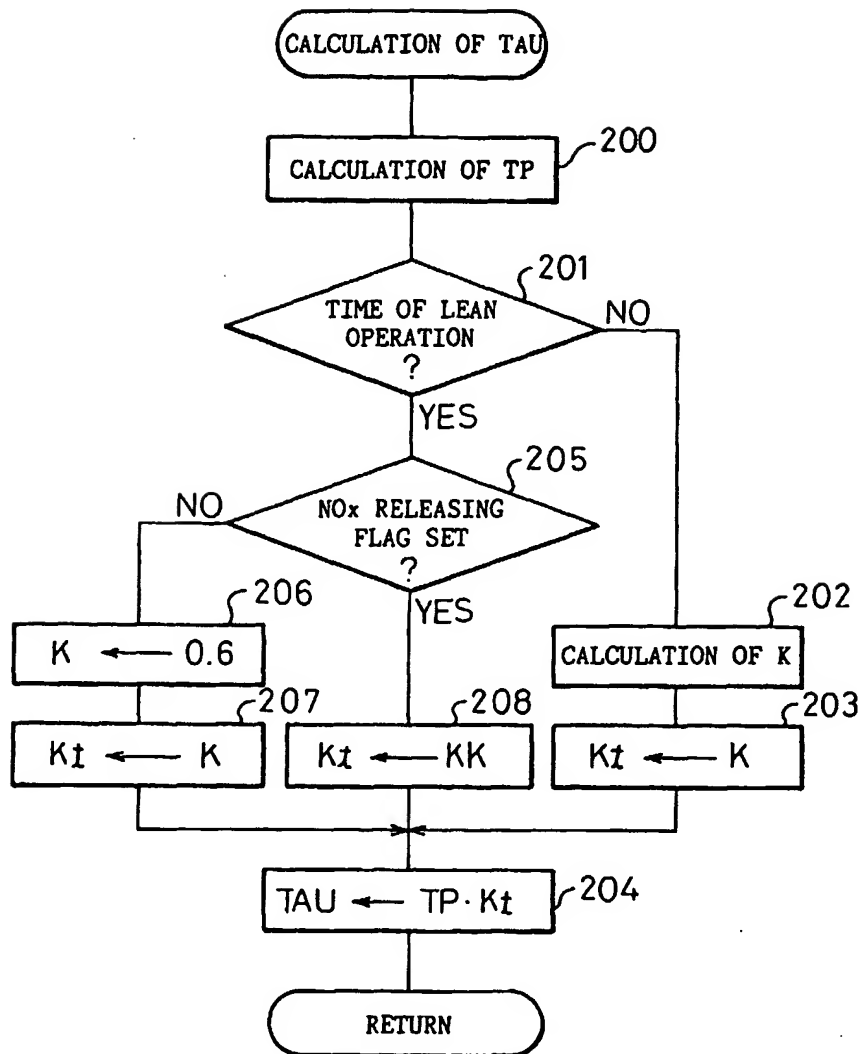 CALCULATION OF TAU
CALCULATION OF TP
200
201
TIME OF LEAN
OPERATION
?
NO
YES
205
NO
NOx RELEASING
FLAG SET
?
YES
206
K ← 0.6
202
CALCULATION OF K
207
Kt ← K
208
Kt ← KK
203
Kt ← K
TAU ← TP·Kt
204
RETURN